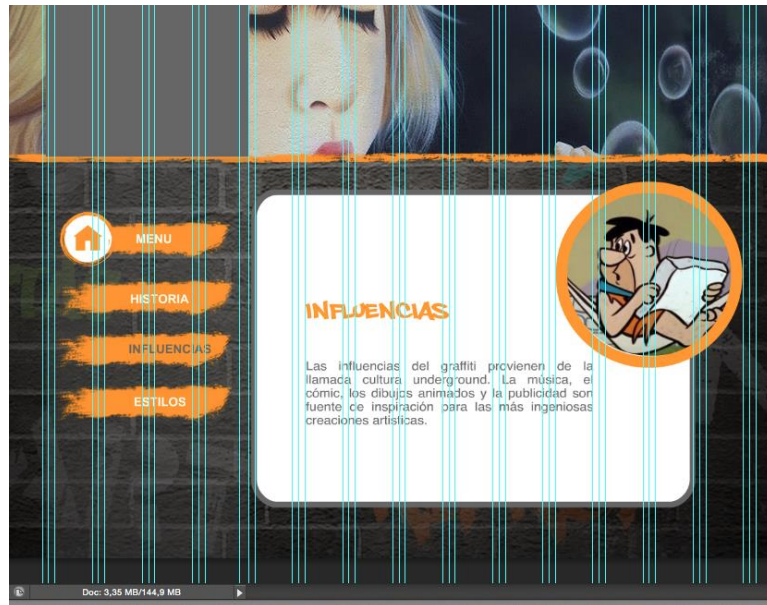 MENU
HISTORIA
INFLUENCIAS
ESTILOS
INFLUENCIAS
Las influencias del graffiti provienen de la
llamada cultura underground. La música, el
cómic, los dibujos animados y la publicidad son
fuente de inspiración para las más ingeniosas
creaciones artísticas.
Doc: 3,35 MB/144,9 MB